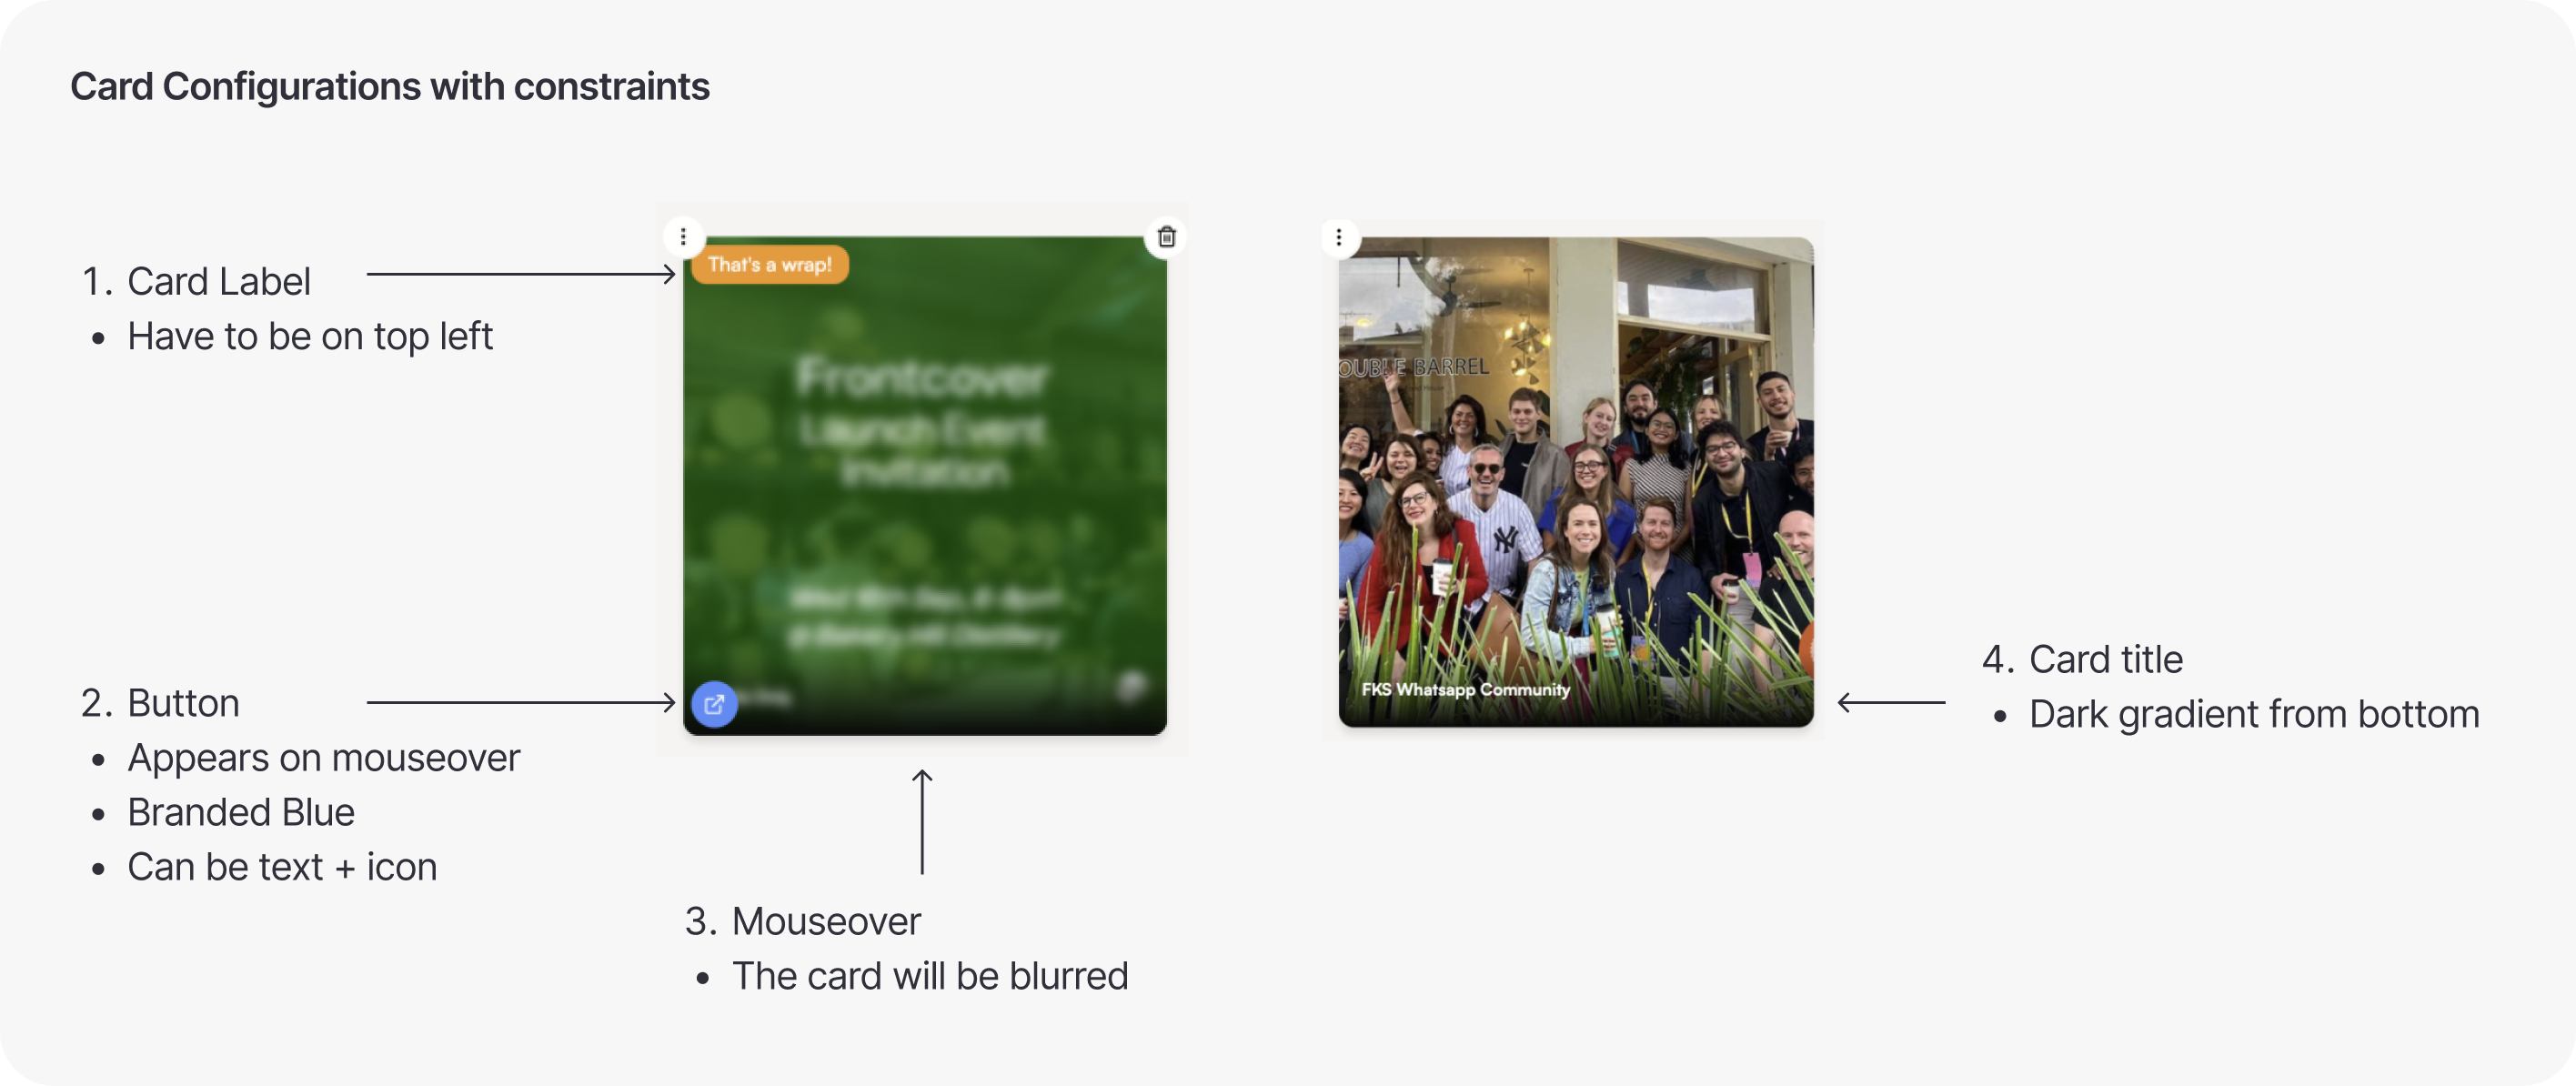 Card Configurations with constraints
1. Card Label
• Have to be on top left
That's a wrap!
Frontcover
Launch Event
Invitation
2. Button
• Appears on mouseover
• Branded Blue
• Can be text + icon
3. Mouseover
• The card will be blurred
OUBLE BARREL
FKS Whatsapp Community
4. Card title
• Dark gradient from bottom